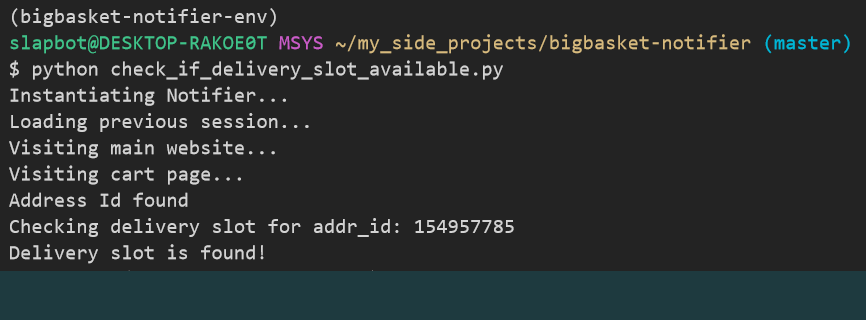 (bigbasket-notifier-env)
slapbot@DESKTOP-RAKOE0T MSYS ~/my_side_projects/bigbasket-notifier (master)
$ python check_if_delivery_slot_available.py
Instantiating Notifier...
Loading previous session...
Visiting main website...
Visiting cart page...
Address Id found
Checking delivery slot for addr_id: 154957785
Delivery slot is found!